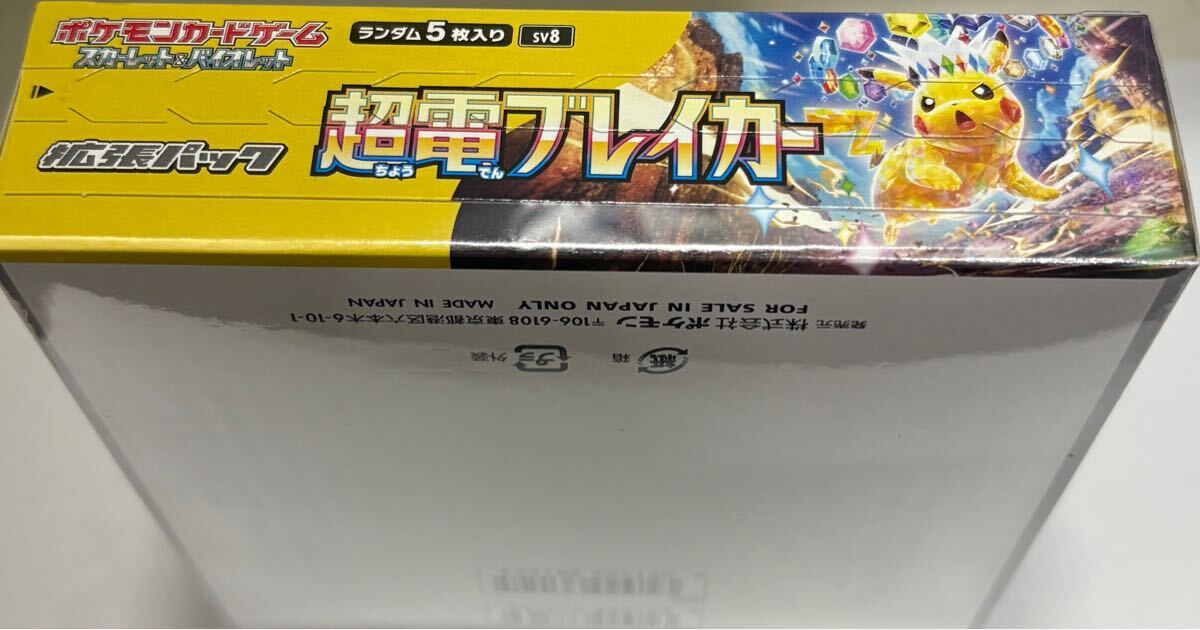 ポケモンカードゲーム
スカーレット&バイオレット
ランダム5枚入り
SV8
拡張パック
超電ブレイカー
ちょう でん
発売元 株式会社 ポケモン 〒106-6108 東京都港区六本木6-10-1
FOR SALE IN JAPAN ONLY MADE IN JAPAN
紙 箱
プラ 外装